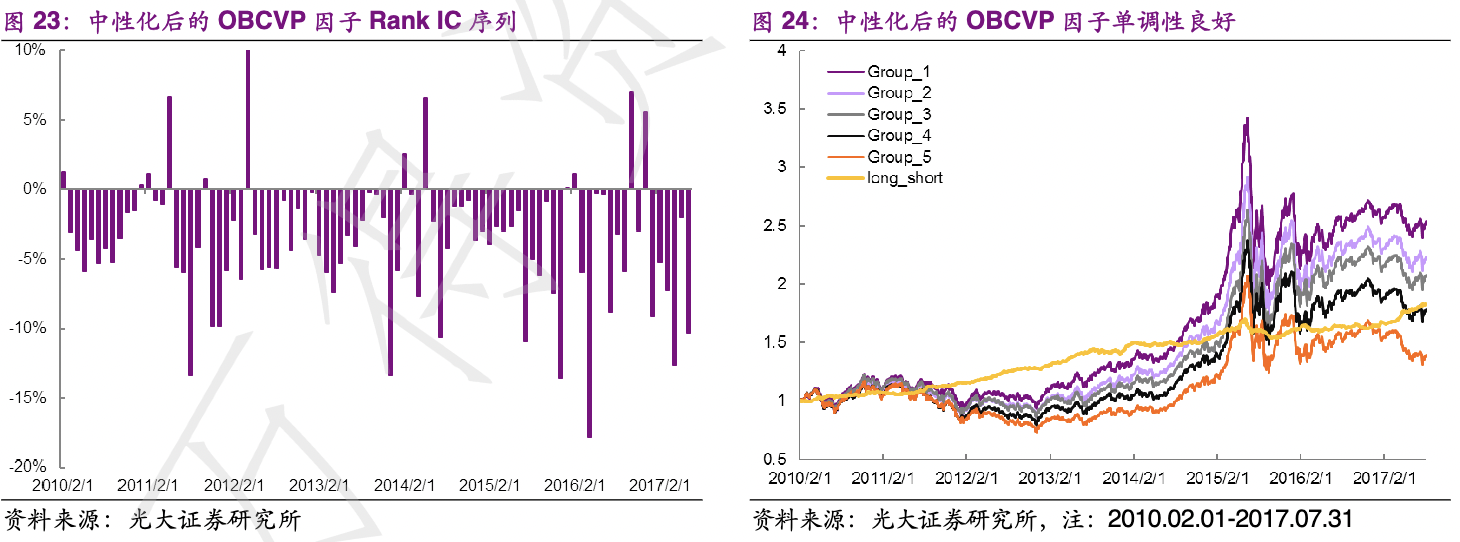 图 23：中性化后的 OBCVP 因子 Rank IC 序列
10%
5%
0%
-5%
-10%
-15%
-20%
2010/2/1 2011/2/1 2012/2/1 2013/2/1 2014/2/1 2015/2/1 2016/2/1 2017/2/1
资料来源：光大证券研究所
图 24：中性化后的 OBCVP 因子单调性良好
4
3.5
3
2.5
2
1.5
1
0.5
Group_1
Group_2
Group_3
Group_4
Group_5
long_short
2010/2/1 2011/2/1 2012/2/1 2013/2/1 2014/2/1 2015/2/1 2016/2/1 2017/2/1
资料来源：光大证券研究所，注：2010.02.01-2017.07.31